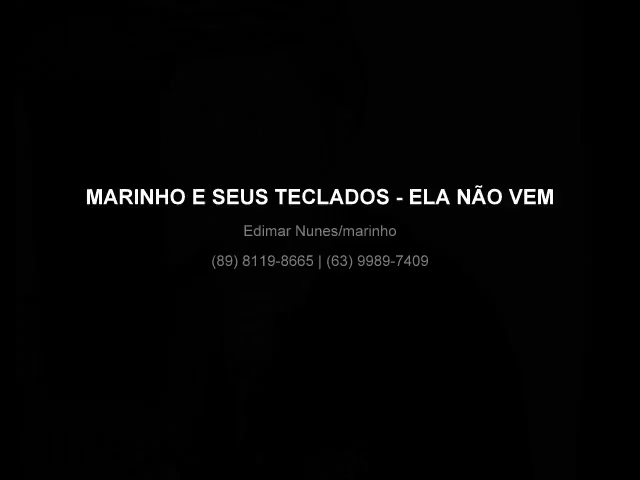 MARINHO E SEUS TECLADOS - ELA NÃO VEM
Edimar Nunes/marinho
(89) 8119-8665 | (63) 9989-7409